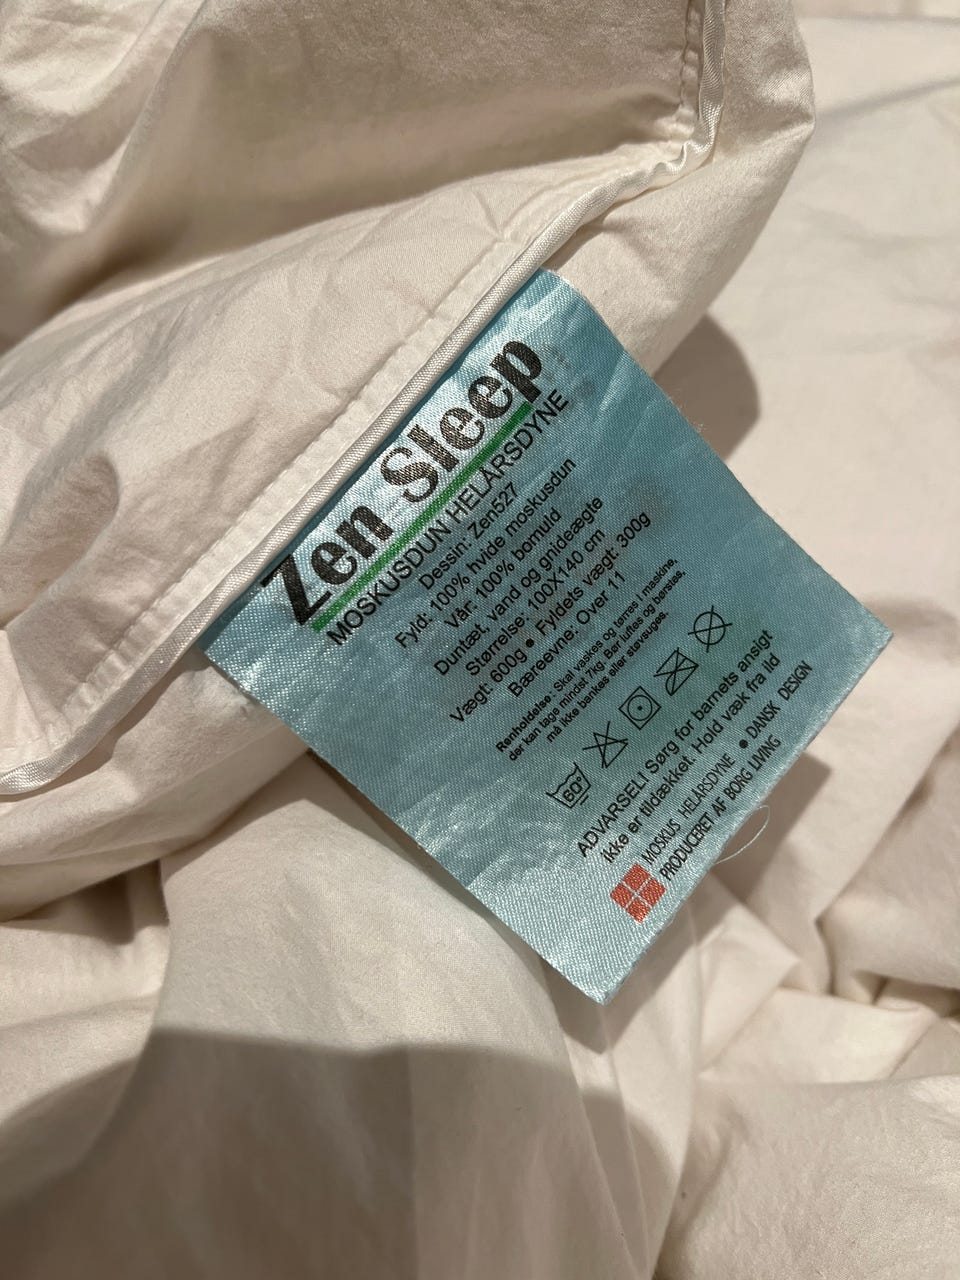 Zen Sleep
MOSKUSDUN HELÅRSDYNE
Dessin: Zen527
Fyld: 100% hvide moskusdun
Vår: 100% bomuld
Duntæt, vand og gnideægte
Størrelse: 100X140 cm
Vægt: 600g • Fyldets vægt: 300g
Bæreevne: Over 11
Renholdelse: Skal vaskes og tørres i maskine,
der kan tage mindst 7kg. Bør luftes og børstes,
må ikke bankes eller støvsuges.
60°
ADVARSEL! Sørg for barnets ansigt
ikke er tildækket. Hold væk fra ild
MOSKUS HELÅRSDYNE • DANSK DESIGN
PRODUCERET AF BORG LIVING